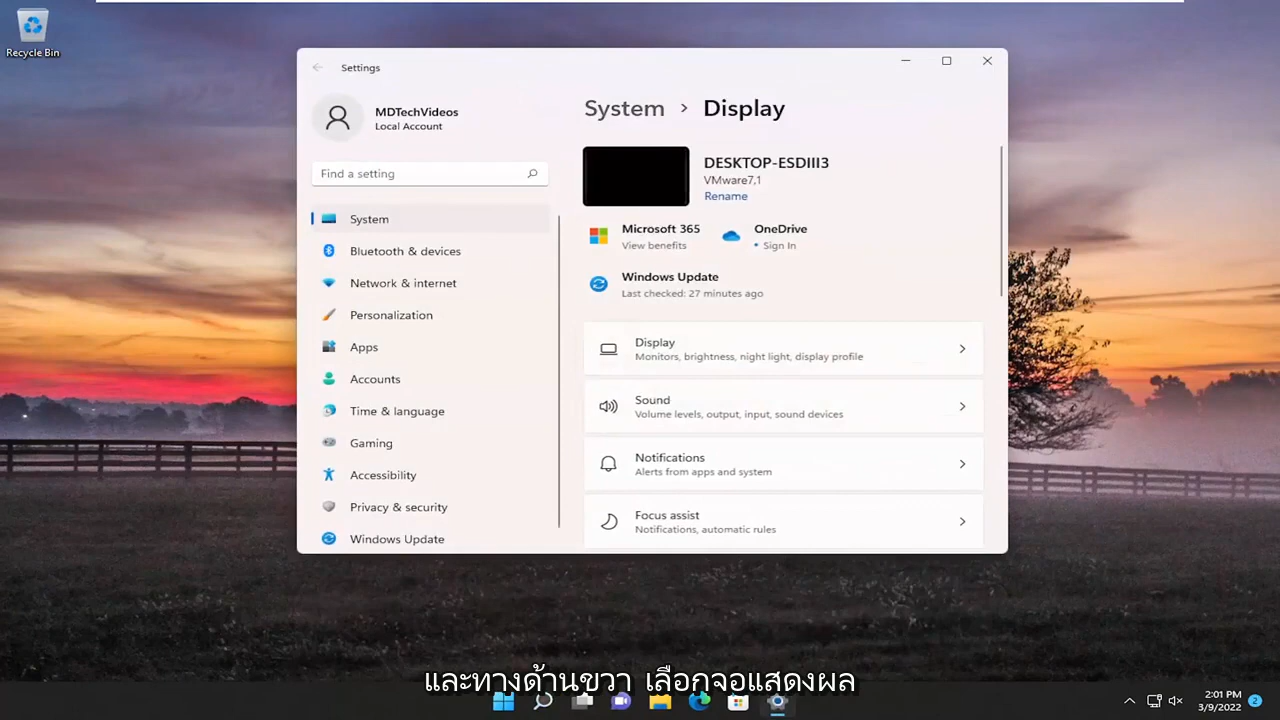 Recycle Bin
Settings
MDTechVideos
Local Account
Find a setting
System
Bluetooth & devices
Network & internet
Personalization
Apps
Accounts
Time & language
Gaming
Accessibility
Privacy & security
Windows Update
System > Display
DESKTOP-ESDIII3
VMware7,1
Rename
Microsoft 365
View benefits
OneDrive
• Sign In
Windows Update
Last checked: 27 minutes ago
Display
Monitors, brightness, night light, display profile
Sound
Volume levels, output, input, sound devices
Notifications
Alerts from apps and system
Focus assist
Notifications, automatic rules
และทางด้านขวา เลือกจอแสดงผล
2:01 PM
3/9/2022
2